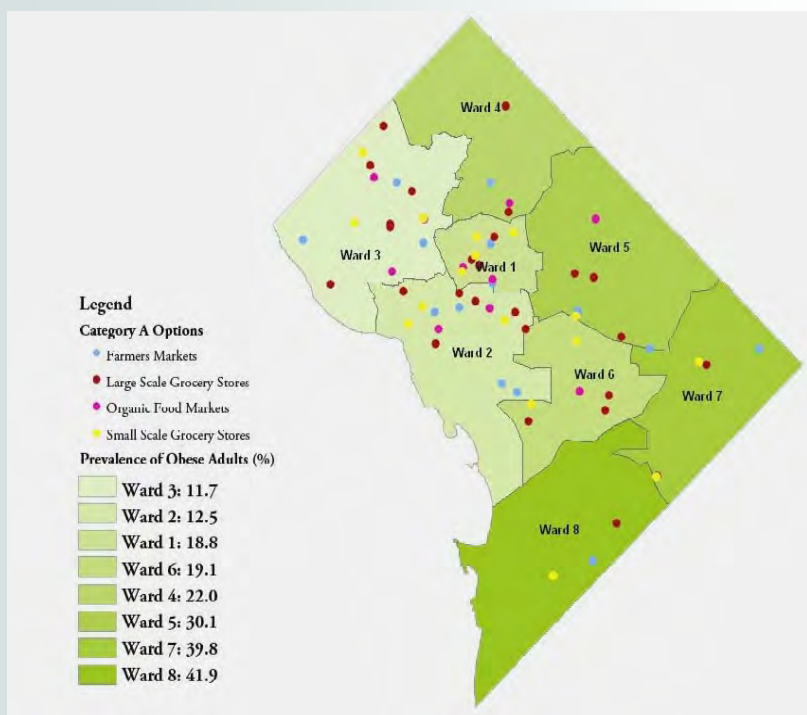 Ward 4
Ward 3
Ward 5
Ward 1
Ward 2
Ward 6
Ward 7
Ward 8
Legend
Category A Options
Farmers Markets
Large Scale Grocery Stores
Organic Food Markets
Small Scale Grocery Stores
Prevalence of Obese Adults (%)
Ward 3: 11.7
Ward 2: 12.5
Ward 1: 18.8
Ward 6: 19.1
Ward 4: 22.0
Ward 5: 30.1
Ward 7: 39.8
Ward 8: 41.9